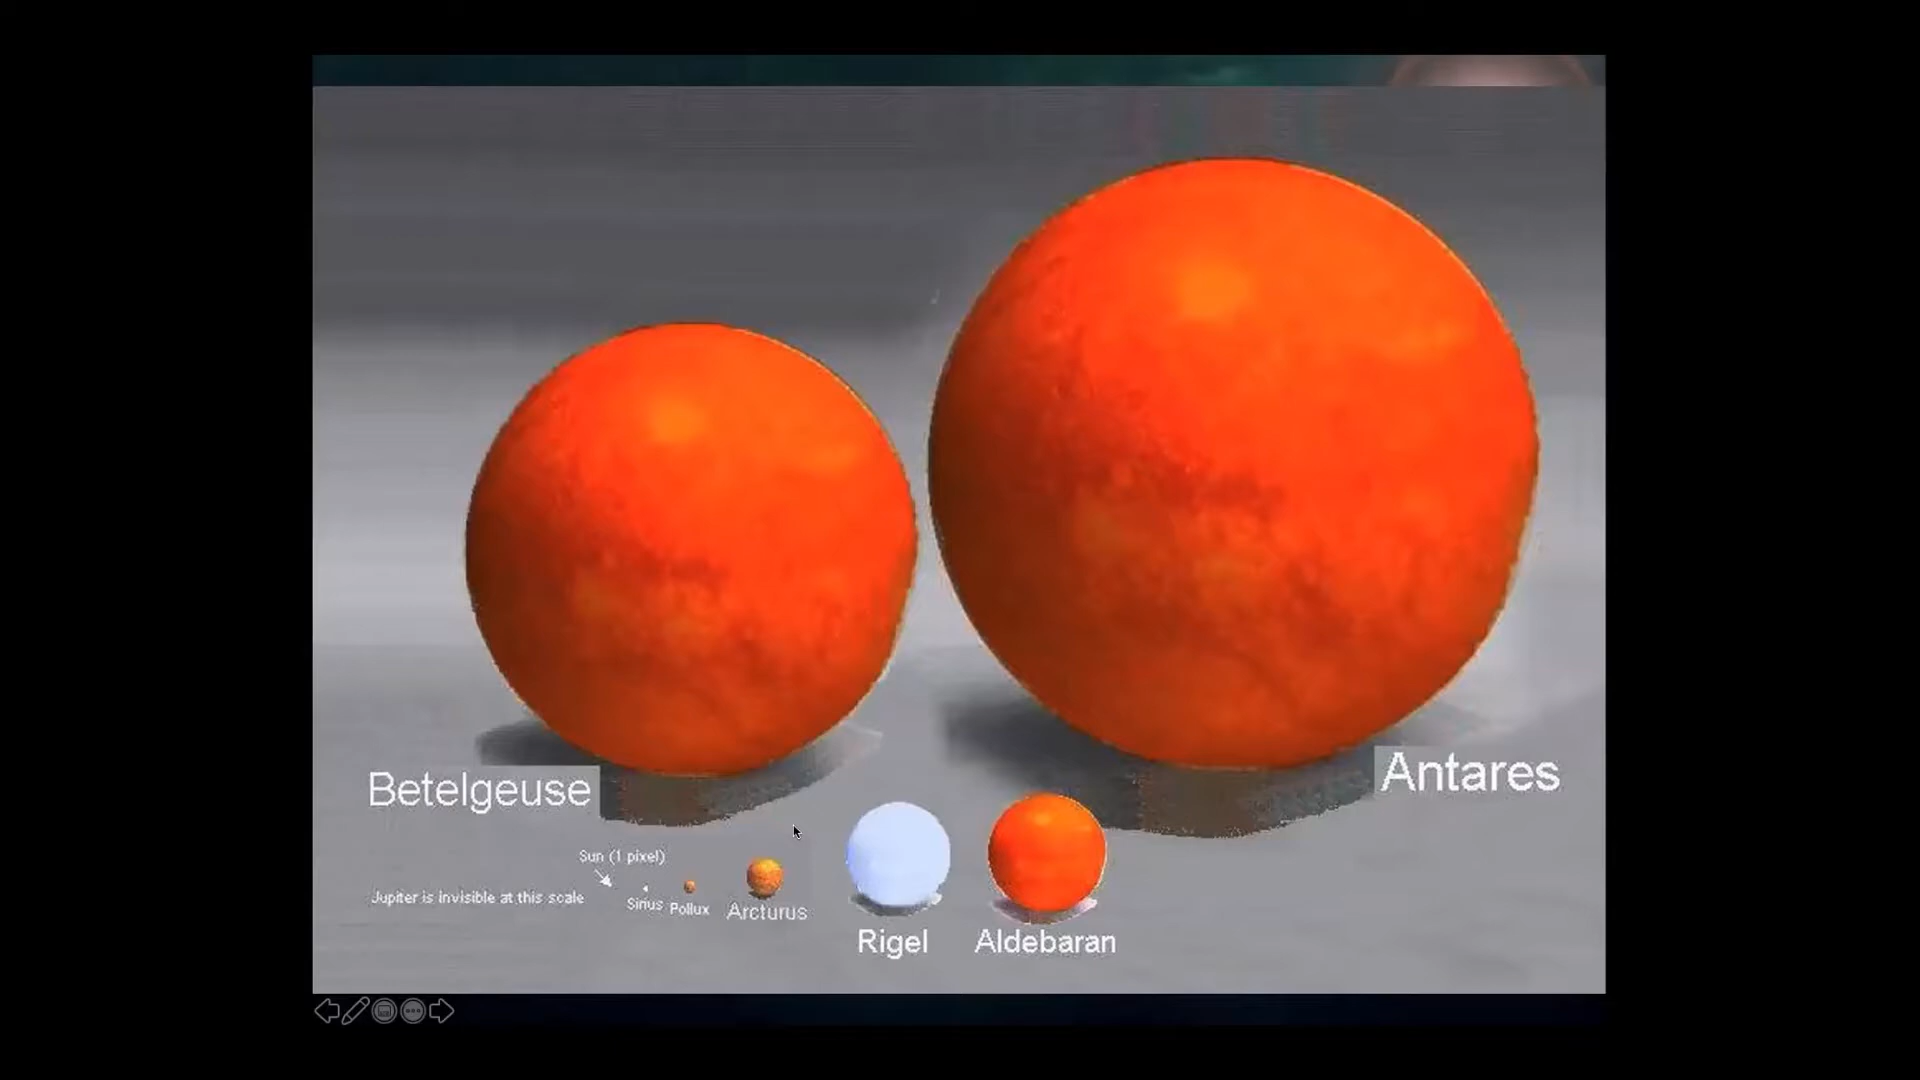 Betelgeuse
Antares
Sun (1 pixel)
Jupiter is invisible at this scale
Sirius
Pollux
Arcturus
Rigel
Aldebaran